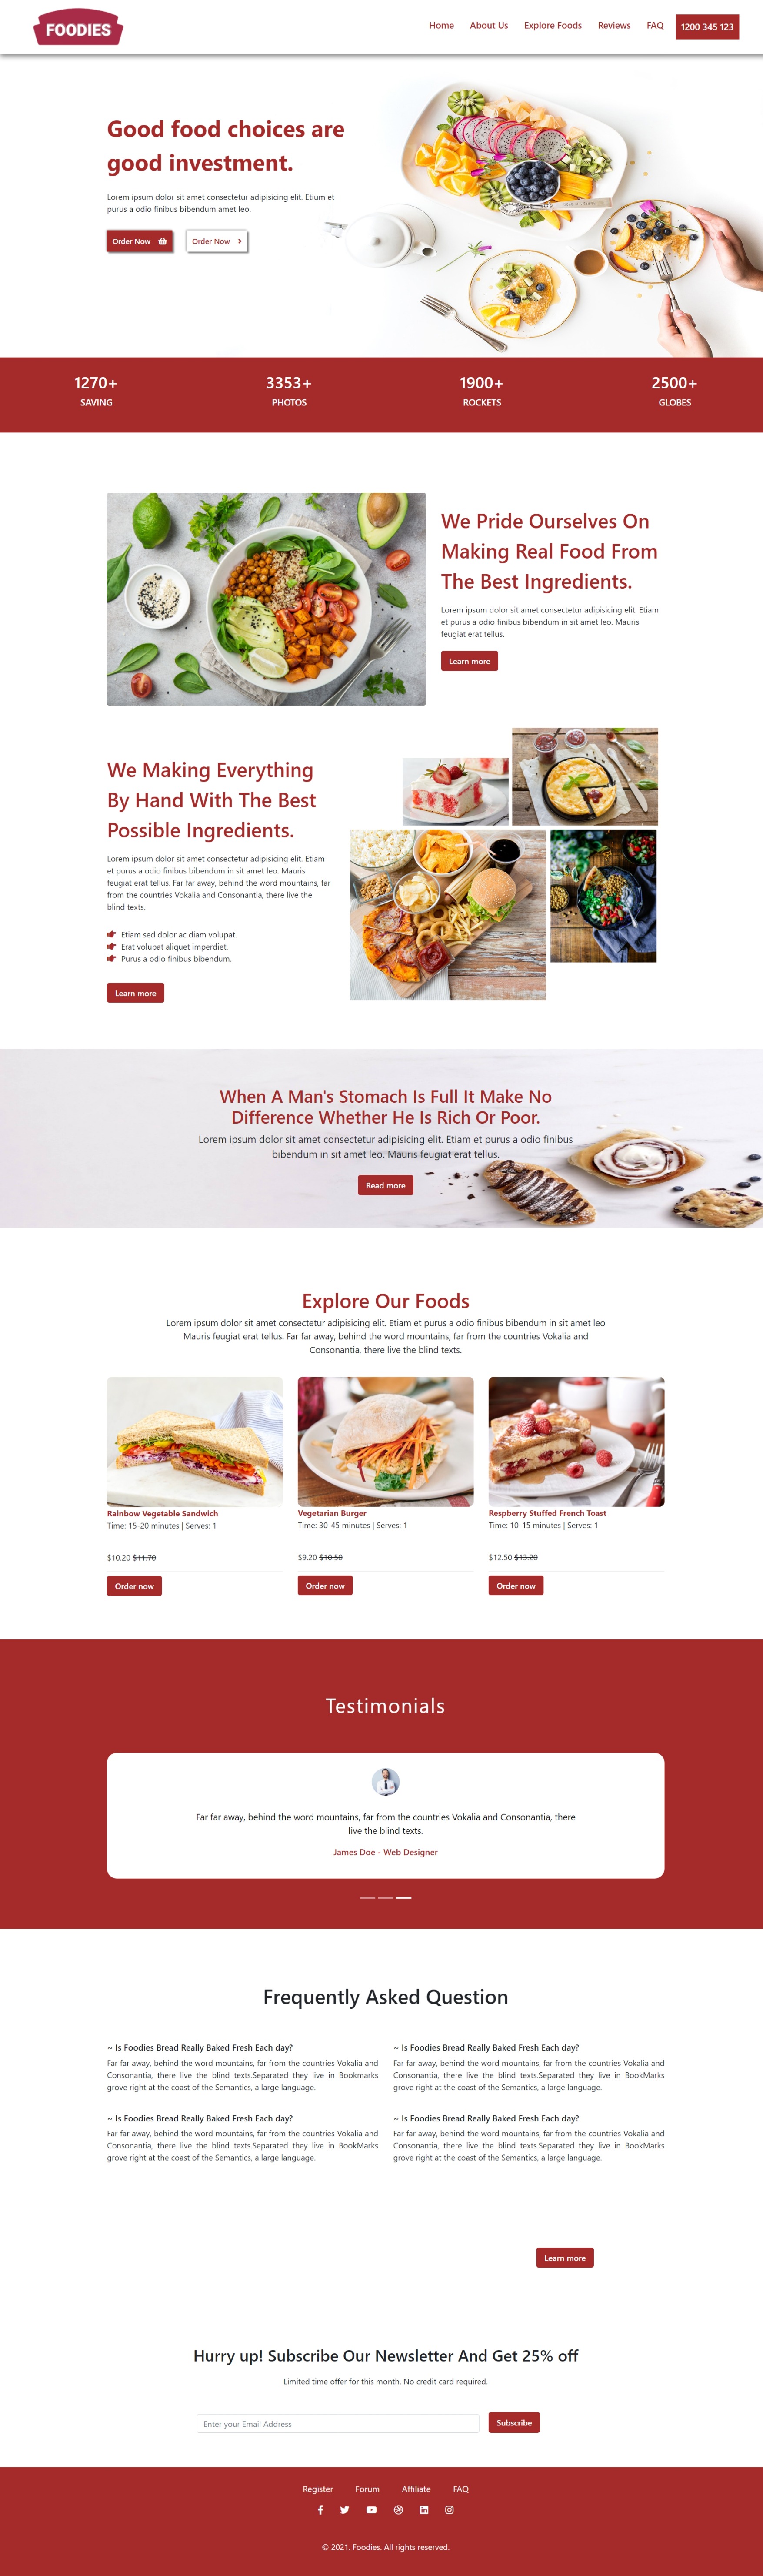 FOODIES
Home About Us Explore Foods Reviews FAQ 1200 345 123
Good food choices are
good investment.
Lorem ipsum dolor sit amet consectetur adipisicing elit. Etiam et
purus a odio finibus bibendum amet leo.
Order Now Order Now
1270+ 3353+ 1900+ 2500+
SAVING PHOTOS ROCKETS GLOBES
We Pride Ourselves On
Making Real Food From
The Best Ingredients.
Lorem ipsum dolor sit amet consectetur adipisicing elit. Etiam
et purus a odio finibus bibendum in sit amet leo. Mauris
feugiat erat tellus.
Learn more
We Making Everything
By Hand With The Best
Possible Ingredients.
Lorem ipsum dolor sit amet consectetur adipisicing elit. Etiam
et purus a odio finibus bibendum in sit amet leo. Mauris
feugiat erat tellus. Far far away, behind the word mountains, far
from the countries Vokalia and Consonantia, there live the
blind texts.
Etiam sed dolor ac diam volupat.
Erat volupat aliquet imperdiet.
Purus a odio finibus bibendum.
Learn more
When A Man's Stomach Is Full It Make No
Difference Whether He Is Rich Or Poor.
Lorem ipsum dolor sit amet consectetur adipisicing elit. Etiam et purus a odio finibus
bibendum in sit amet leo. Mauris feugiat erat tellus.
Read more
Explore Our Foods
Lorem ipsum dolor sit amet consectetur adipisicing elit. Etiam et purus a odio finibus bibendum in sit amet leo
Mauris feugiat erat tellus. Far far away, behind the word mountains, far from the countries Vokalia and
Consonantia, there live the blind texts.
Rainbow Vegetable Sandwich
Time: 15-20 minutes | Serves: 1
$10.20 $11.70
Order now
Vegetarian Burger
Time: 30-45 minutes | Serves: 1
$9.20 $10.50
Order now
Respberry Stuffed French Toast
Time: 10-15 minutes | Serves: 1
$12.50 $13.20
Order now
Testimonials
Far far away, behind the word mountains, far from the countries Vokalia and Consonantia, there
live the blind texts.
James Doe - Web Designer
Frequently Asked Question
~ Is Foodies Bread Really Baked Fresh Each day?
Far far away, behind the word mountains, far from the countries Vokalia and
Consonantia, there live the blind texts.Separated they live in Bookmarks
grove right at the coast of the Semantics, a large language.
~ Is Foodies Bread Really Baked Fresh Each day?
Far far away, behind the word mountains, far from the countries Vokalia and
Consonantia, there live the blind texts.Separated they live in BookMarks
grove right at the coast of the Semantics, a large language.
~ Is Foodies Bread Really Baked Fresh Each day?
Far far away, behind the word mountains, far from the countries Vokalia and
Consonantia, there live the blind texts.Separated they live in BookMarks
grove right at the coast of the Semantics, a large language.
~ Is Foodies Bread Really Baked Fresh Each day?
Far far away, behind the word mountains, far from the countries Vokalia and
Consonantia, there live the blind texts.Separated they live in BookMarks
grove right at the coast of the Semantics, a large language.
Learn more
Hurry up! Subscribe Our Newsletter And Get 25% off
Limited time offer for this month. No credit card required.
Enter your Email Address
Subscribe
Register Forum Affiliate FAQ
© 2021. Foodies. All rights reserved.